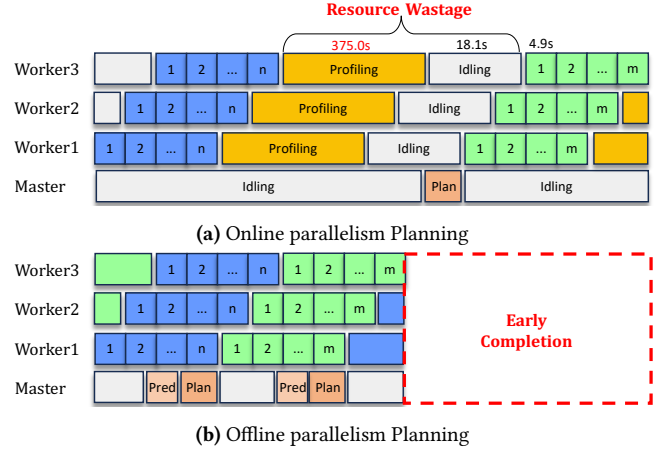 Resource Wastage
375.0s 18.1s 4.9s
Worker3 1 2 ... n Profiling Idling 1 2 ... m
Worker2 1 2 ... n Profiling Idling 1 2 ... m
Worker1 1 2 ... n Profiling Idling 1 2 ... m
Master Idling Plan Idling
(a) Online parallelism Planning
Worker3 1 2 ... n 1 2 ... m
Worker2 1 2 ... n 1 2 ... m
Worker1 1 2 ... n 1 2 ... m
Master Pred Plan Pred Plan
Early
Completion
(b) Offline parallelism Planning